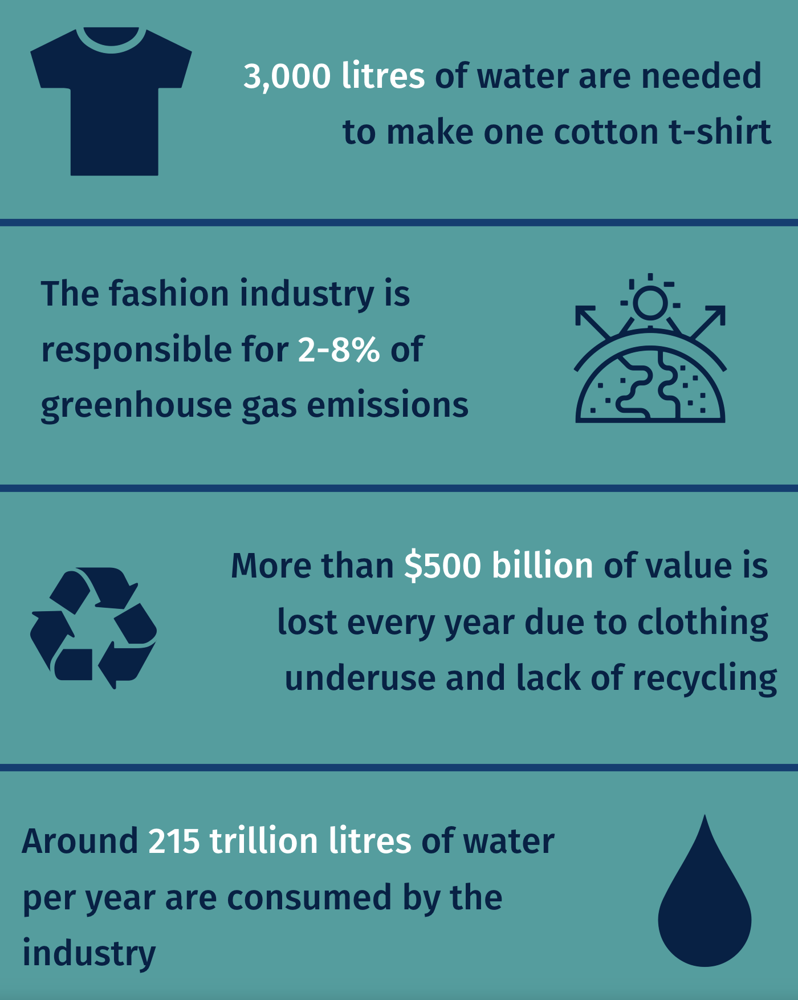 3,000 litres of water are needed
to make one cotton t-shirt
The fashion industry is
responsible for 2-8% of
greenhouse gas emissions
More than $500 billion of value is
lost every year due to clothing
underuse and lack of recycling
Around 215 trillion litres of water
per year are consumed by the
industry